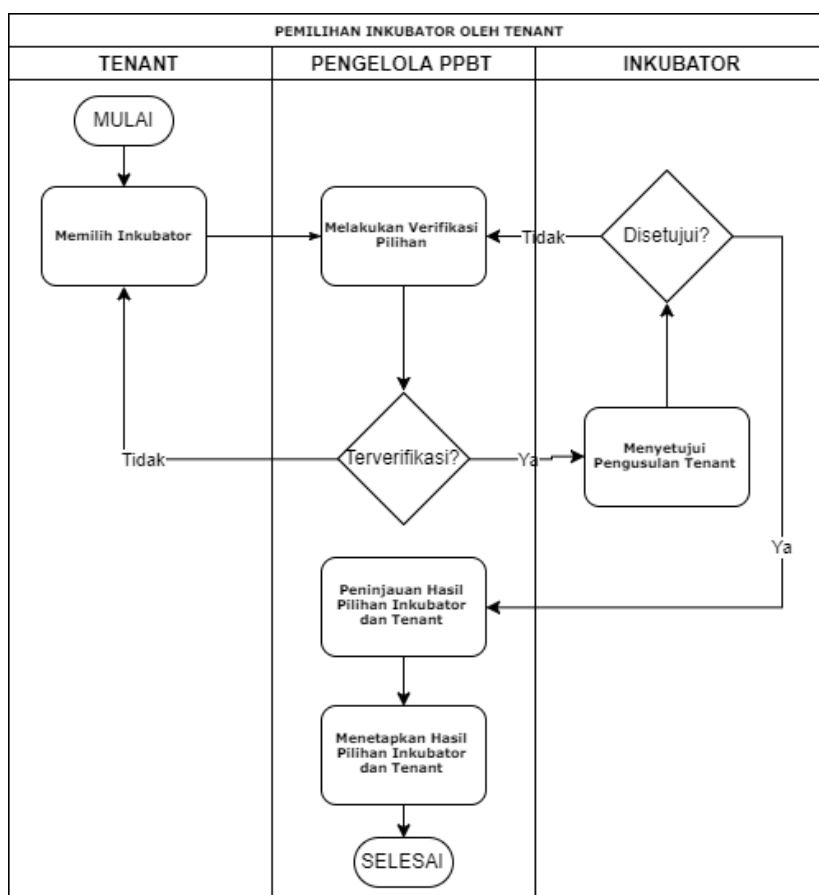 PEMILIHAN INKUBATOR OLEH TENANT
TENANT
PENGELOLA PPBT
INKUBATOR
MULAI
Memilih Inkubator
Melakukan Verifikasi
Pilihan
Tidak
Disetujui?
Tidak
Terverifikasi?
Ya
Menyetujui
Pengusulan Tenant
Ya
Peninjauan Hasil
Pilihan Inkubator
dan Tenant
Menetapkan Hasil
Pilihan Inkubator
dan Tenant
SELESAI